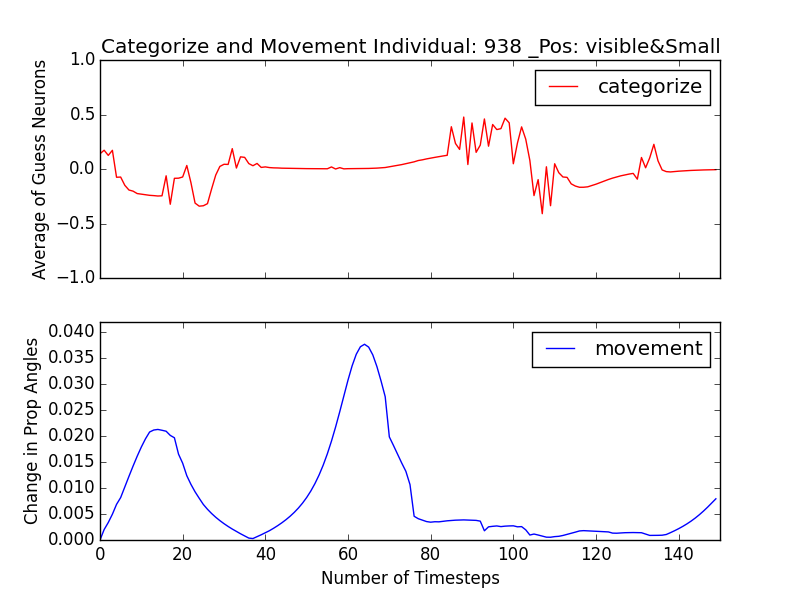 Categorize and Movement Individual: 938 _Pos: visible&Small
1.0
0.5
0.0
−0.5
−1.0
Average of Guess Neurons
categorize
0.040
0.035
0.030
0.025
0.020
0.015
0.010
0.005
0.000
Change in Prop Angles
movement
0 20 40 60 80 100 120 140
Number of Timesteps